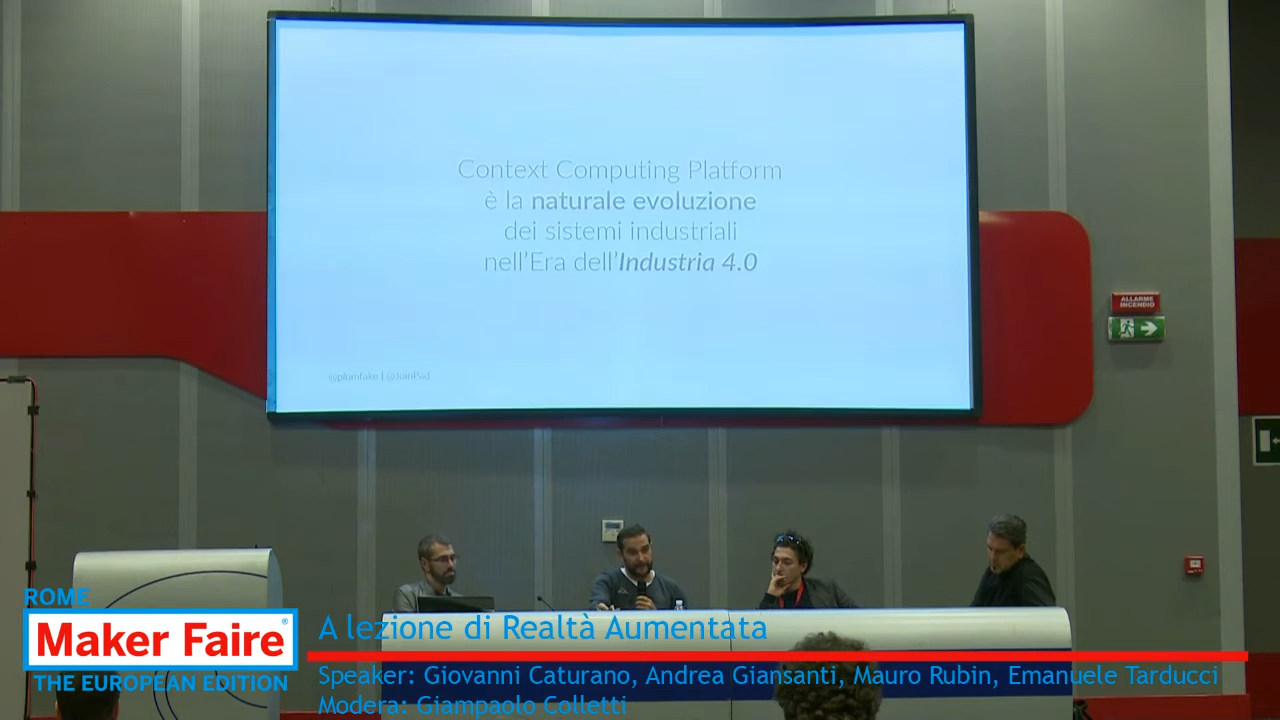 Context Computing Platform
è la naturale evoluzione
dei sistemi industriali
nell'Era dell'Industria 4.0
@plumfake | @JoinPad
ALLARME
INCENDIO
ROME
Maker Faire®
THE EUROPEAN EDITION
A lezione di Realtà Aumentata
Speaker: Giovanni Caturano, Andrea Giansanti, Mauro Rubin, Emanuele Tarducci
Modera: Giampaolo Colletti